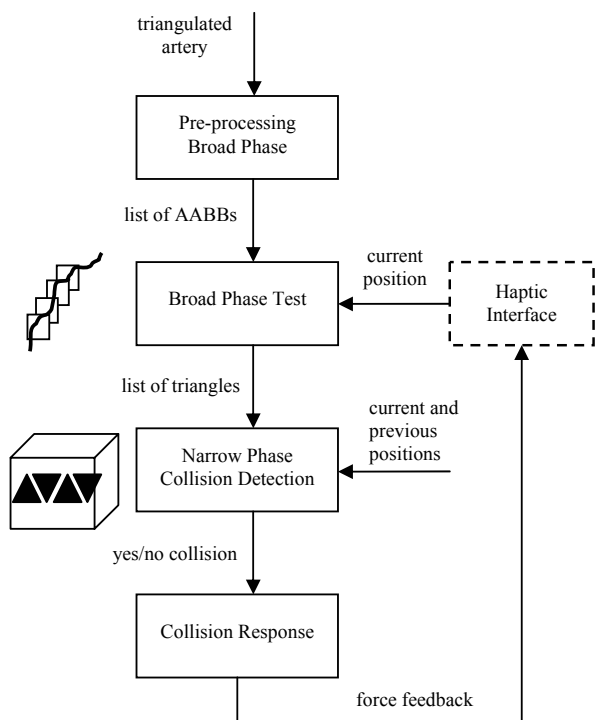 triangulated
artery
Pre-processing
Broad Phase
list of AABBs
current
position
Broad Phase Test
Haptic
Interface
list of triangles
current and
previous
positions
Narrow Phase
Collision Detection
yes/no collision
Collision Response
force feedback